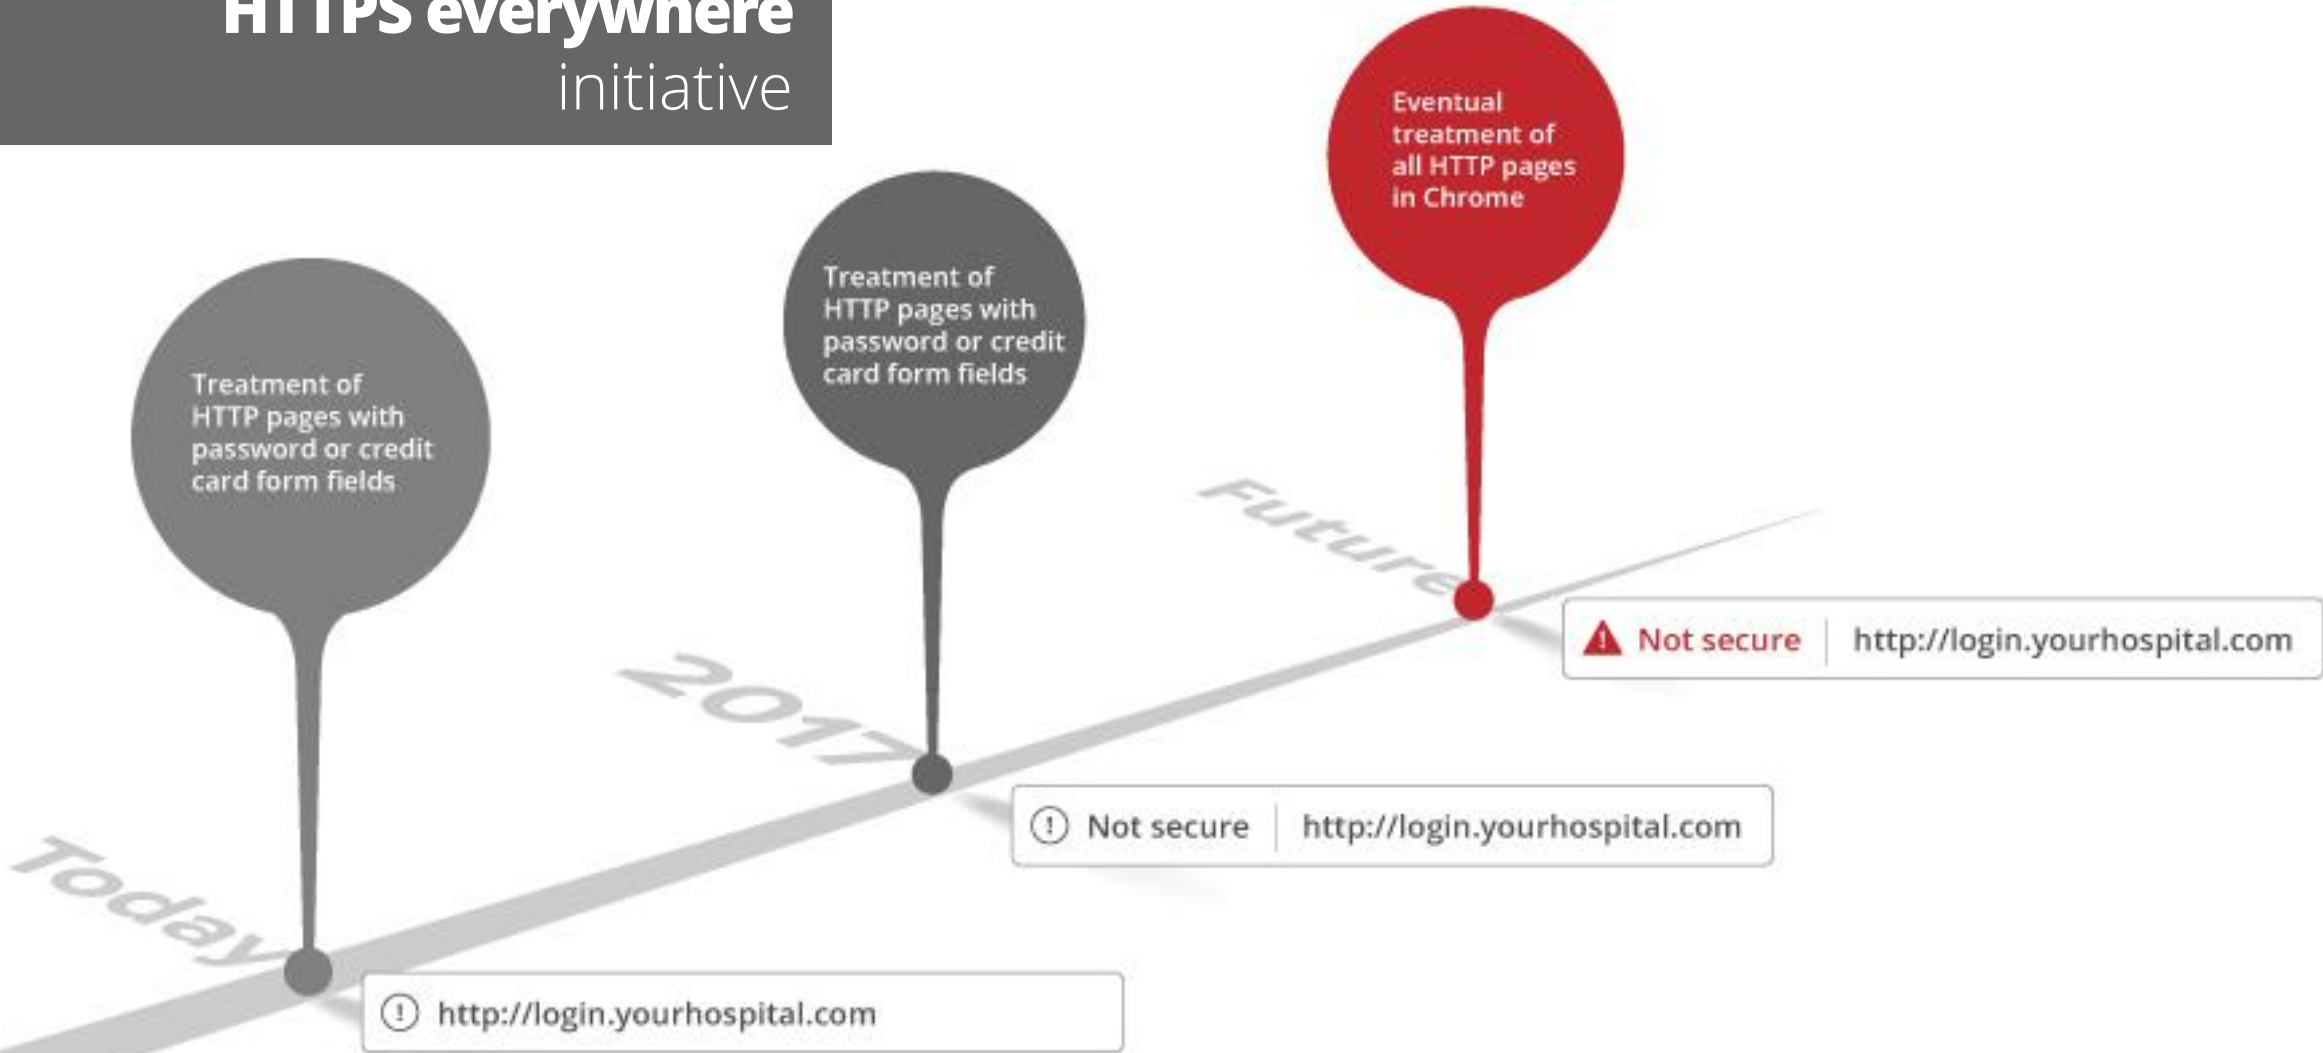 HTTPS everywhere
initiative
Eventual
treatment of
all HTTP pages
in Chrome
Treatment of
HTTP pages with
password or credit
card form fields
Treatment of
HTTP pages with
password or credit
card form fields
Future
! Not secure | http://login.yourhospital.com
2017
! Not secure | http://login.yourhospital.com
Today
! http://login.yourhospital.com